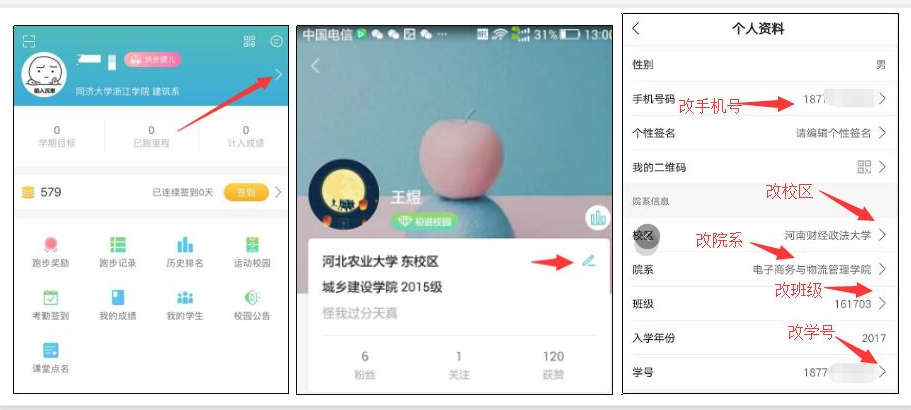 快步健儿
同济大学浙江学院 建筑系
0
学期目标
0
已跑里程
0
计入成绩
579
已连续签到0天
签到
跑步奖励
跑步记录
历史排名
运动校园
考勤签到
我的成绩
我的学生
校园公告
课堂点名
中国电信
31%
13:00
王煜
初进校园
河北农业大学 东校区
城乡建设学院 2015级
怪我过分天真
6
粉丝
1
关注
120
获赞
个人资料
性别
男
手机号码
改手机号
1877
个性签名
请编辑个性签名
我的二维码
院系信息
改校区
校区
河南财经政法大学
改院系
院系
电子商务与物流管理学院
改班级
班级
161703
入学年份
2017
改学号
学号
1877